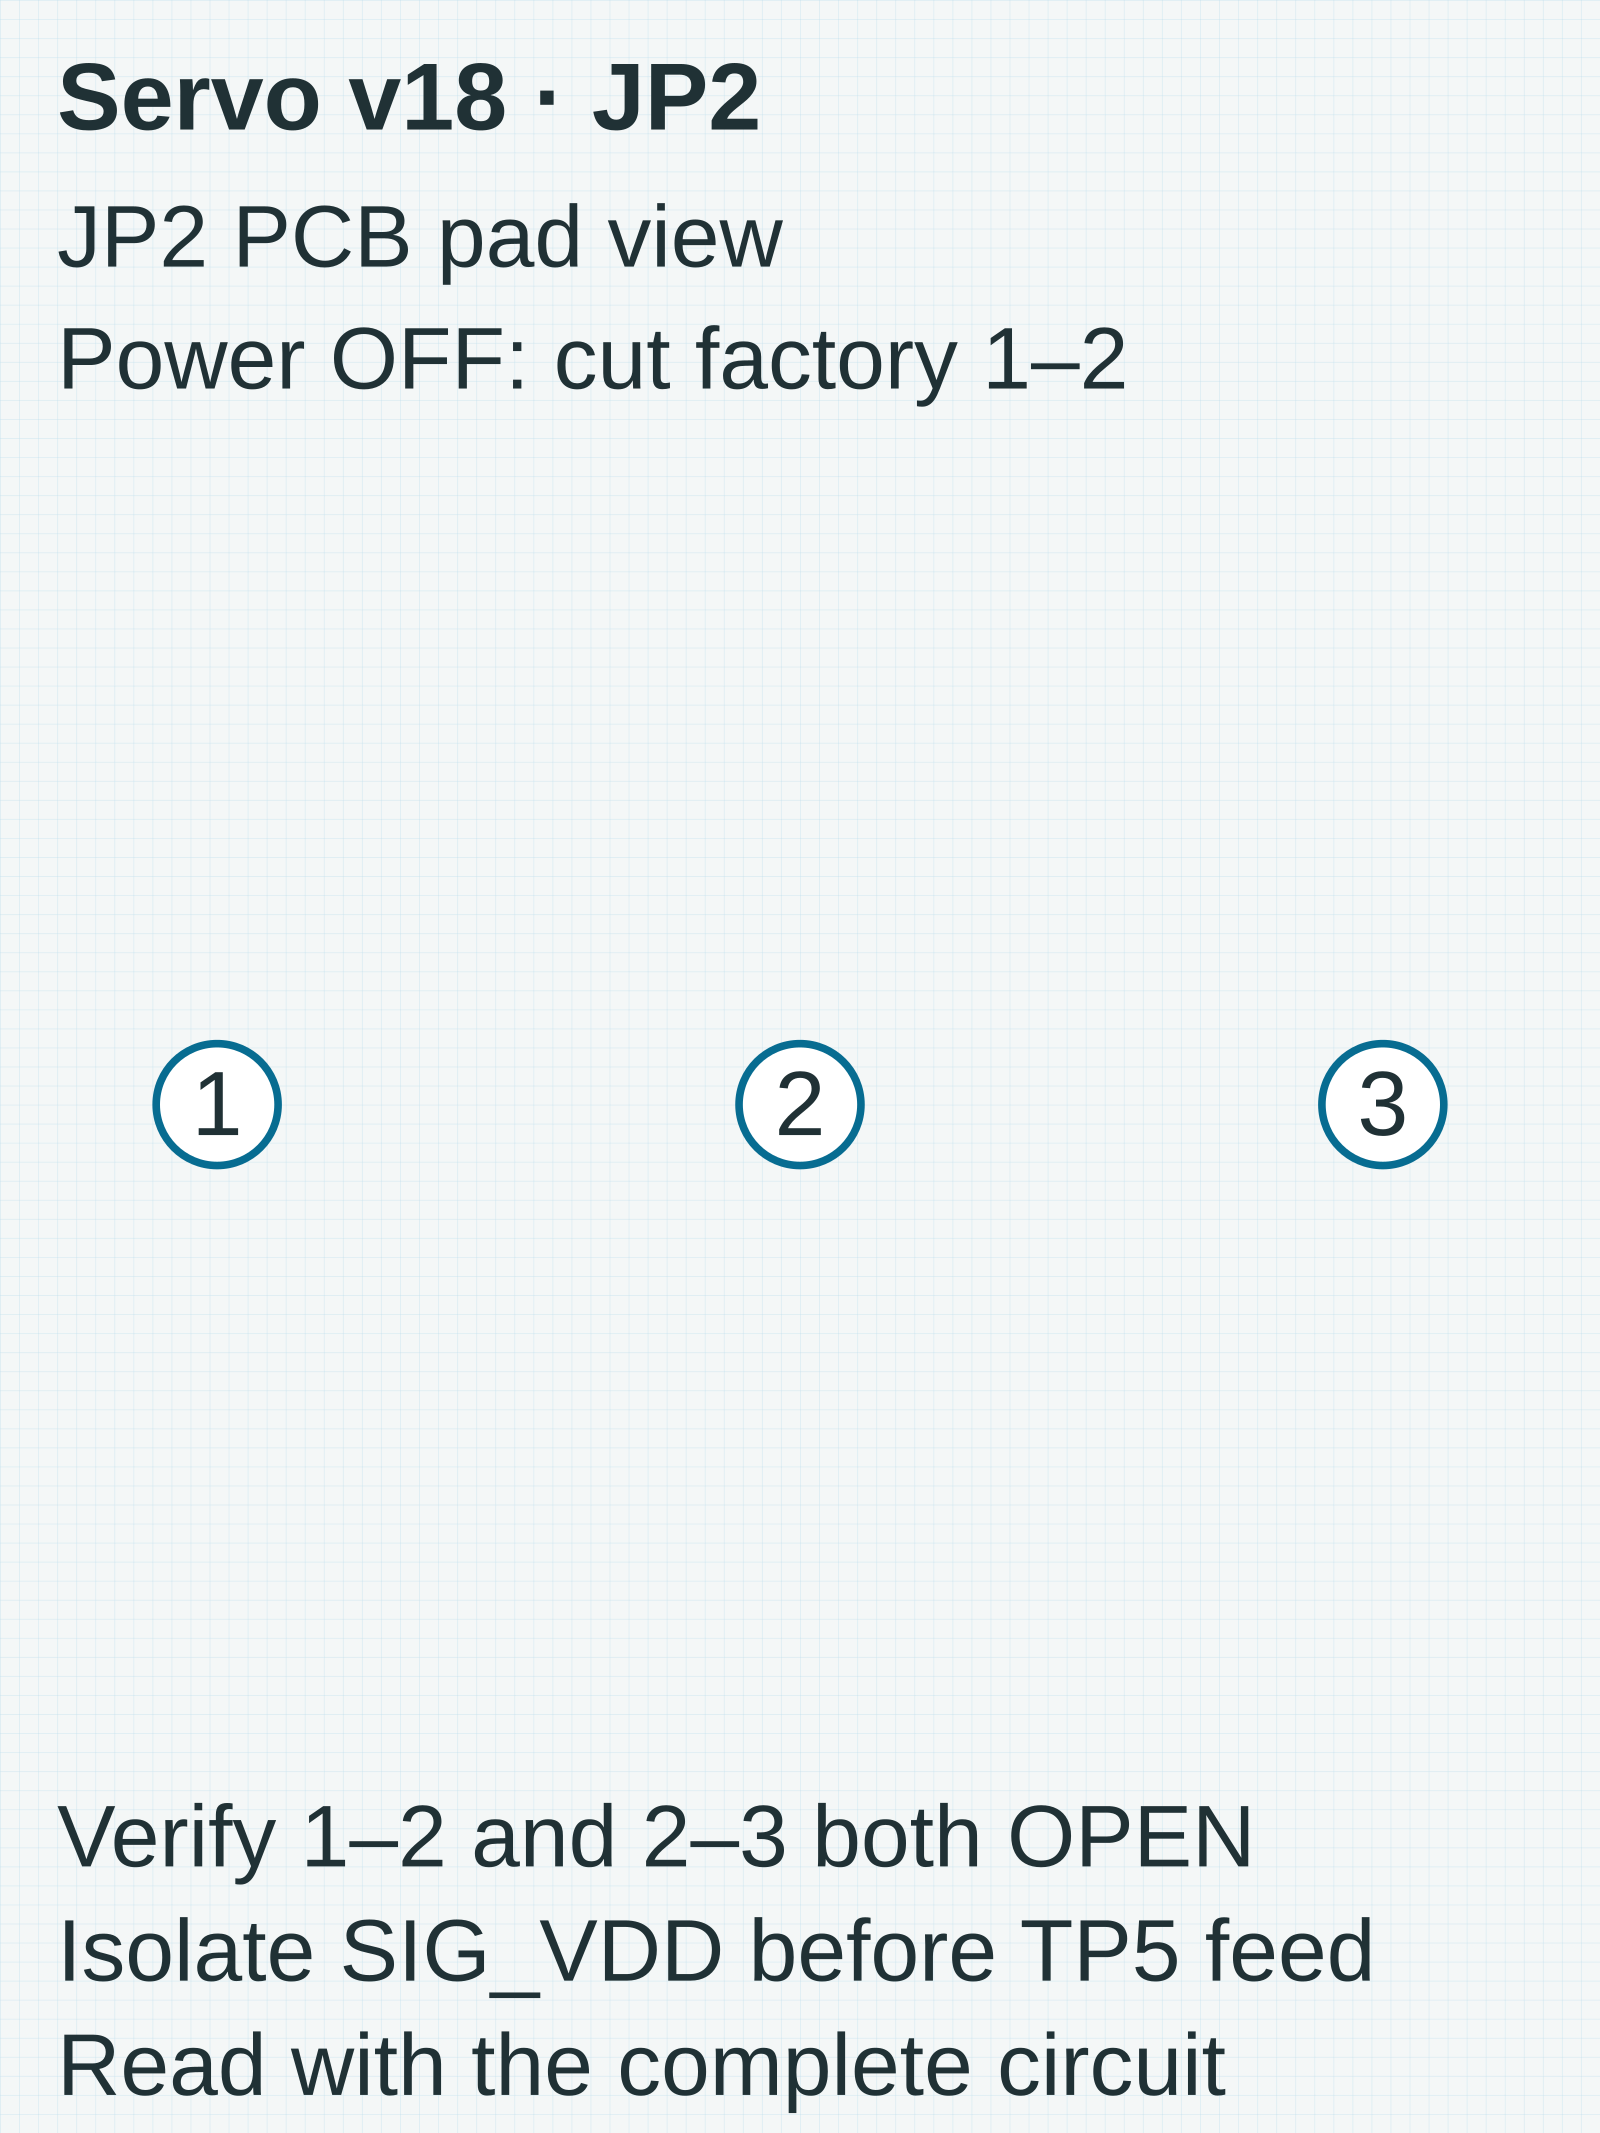 Servo v18 · JP2
JP2 PCB pad view
Power OFF: cut factory 1–2
1 2 3
Verify 1–2 and 2–3 both OPEN
Isolate SIG_VDD before TP5 feed
Read with the complete circuit